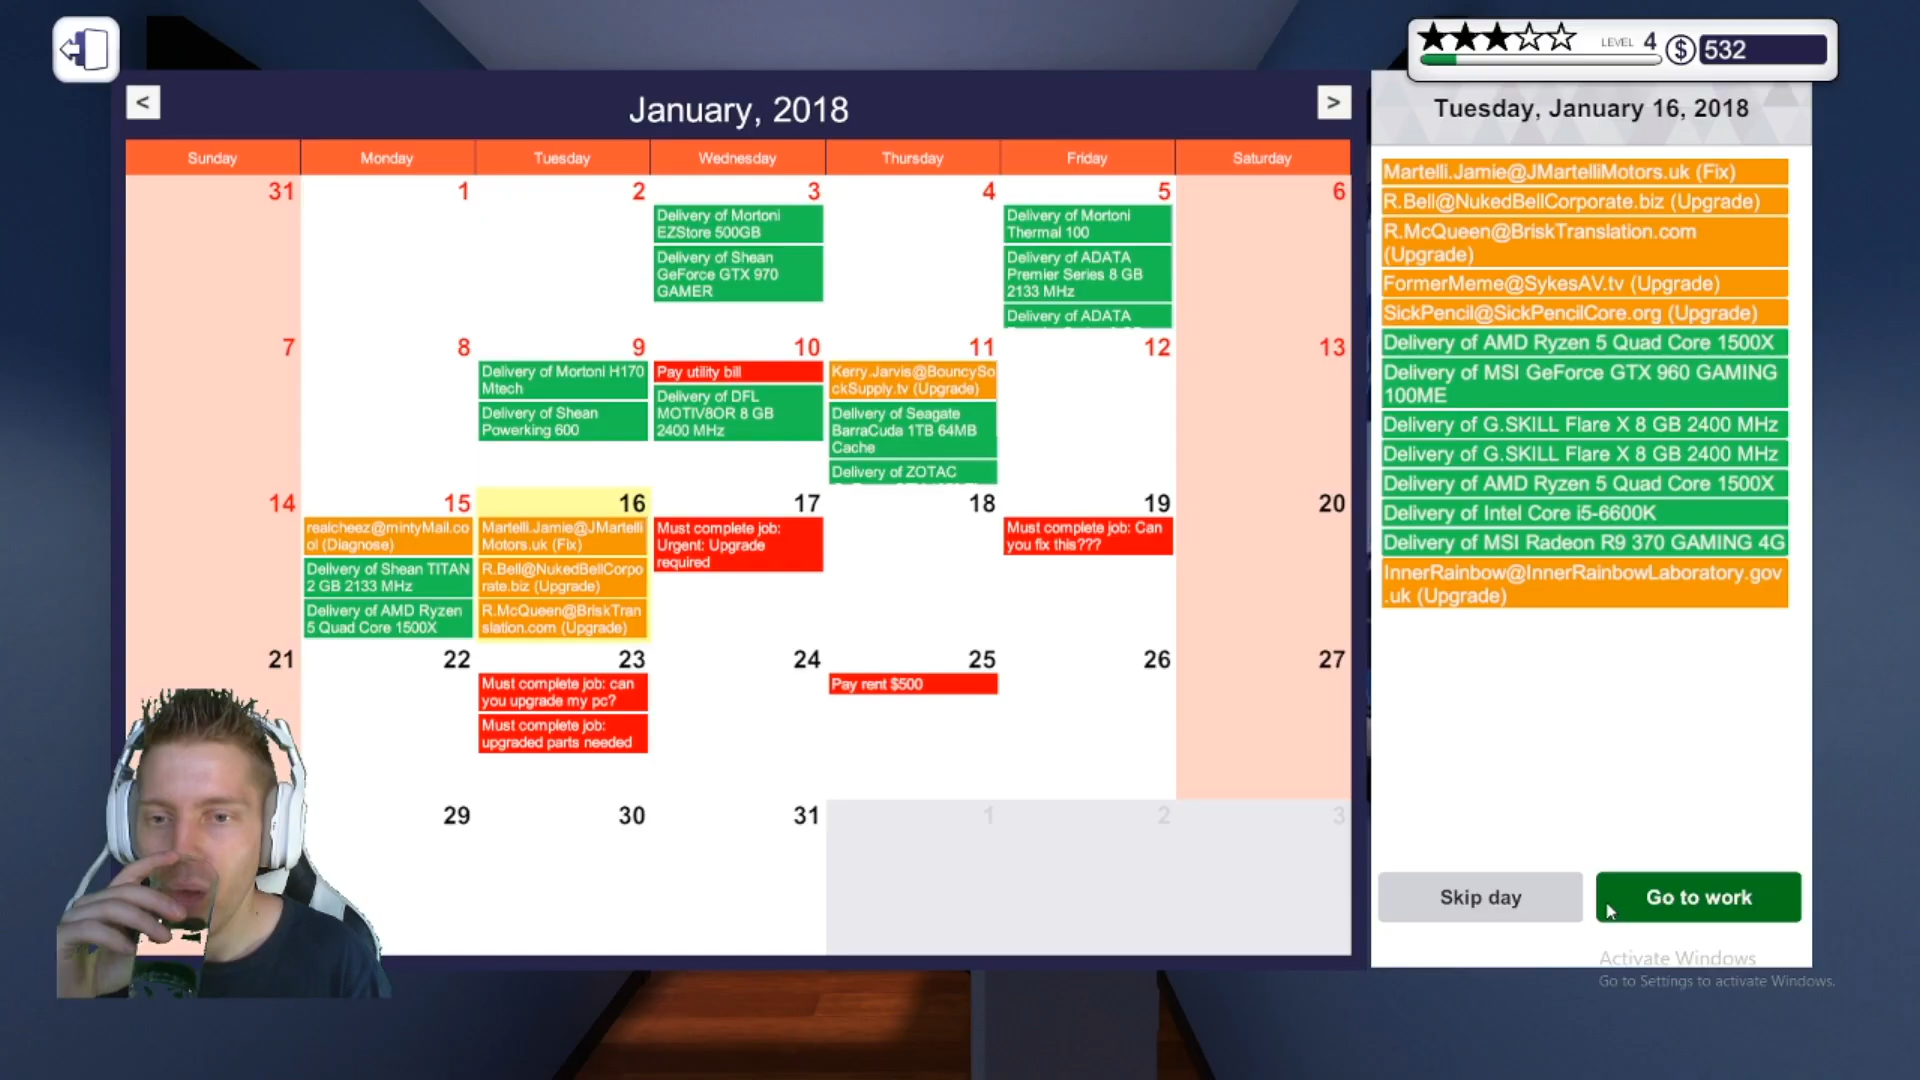 LEVEL 4 $ 532
< January, 2018 >
Tuesday, January 16, 2018
Sunday Monday Tuesday Wednesday Thursday Friday Saturday
31 1 2 3 4 5 6
Delivery of Mortoni
EZStore 500GB
Delivery of Shean
GeForce GTX 970
GAMER
Delivery of Mortoni
Thermal 100
Delivery of ADATA
Premier Series 8 GB
2133 MHz
Delivery of ADATA
7 8 9 10 11 12 13
Delivery of Mortoni H170
Mtech
Delivery of Shean
Powerking 600
Pay utility bill
Delivery of DFL
MOTIV8OR 8 GB
2400 MHz
Kerry.Jarvis@BouncySo
ckSupply.tv (Upgrade)
Delivery of Seagate
BarraCuda 1TB 64MB
Cache
Delivery of ZOTAC
14 15 16 17 18 19 20
realcheez@mintyMail.co
ol (Diagnose)
Delivery of Shean TITAN
2 GB 2133 MHz
Delivery of AMD Ryzen
5 Quad Core 1500X
Martelli.Jamie@JMartelli
Motors.uk (Fix)
R.Bell@NukedBellCorpo
rate.biz (Upgrade)
R.McQueen@BriskTran
slation.com (Upgrade)
Must complete job:
Urgent: Upgrade
required
Must complete job: Can
you fix this???
21 22 23 24 25 26 27
Must complete job: can
you upgrade my pc?
Must complete job:
upgraded parts needed
Pay rent $500
29 30 31 1 2 3
Martelli.Jamie@JMartelliMotors.uk (Fix)
R.Bell@NukedBellCorporate.biz (Upgrade)
R.McQueen@BriskTranslation.com
(Upgrade)
FormerMeme@SykesAV.tv (Upgrade)
SickPencil@SickPencilCore.org (Upgrade)
Delivery of AMD Ryzen 5 Quad Core 1500X
Delivery of MSI GeForce GTX 960 GAMING
100ME
Delivery of G.SKILL Flare X 8 GB 2400 MHz
Delivery of G.SKILL Flare X 8 GB 2400 MHz
Delivery of AMD Ryzen 5 Quad Core 1500X
Delivery of Intel Core i5-6600K
Delivery of MSI Radeon R9 370 GAMING 4G
InnerRainbow@InnerRainbowLaboratory.gov
.uk (Upgrade)
Skip day Go to work
Activate Windows
Go to Settings to activate Windows.